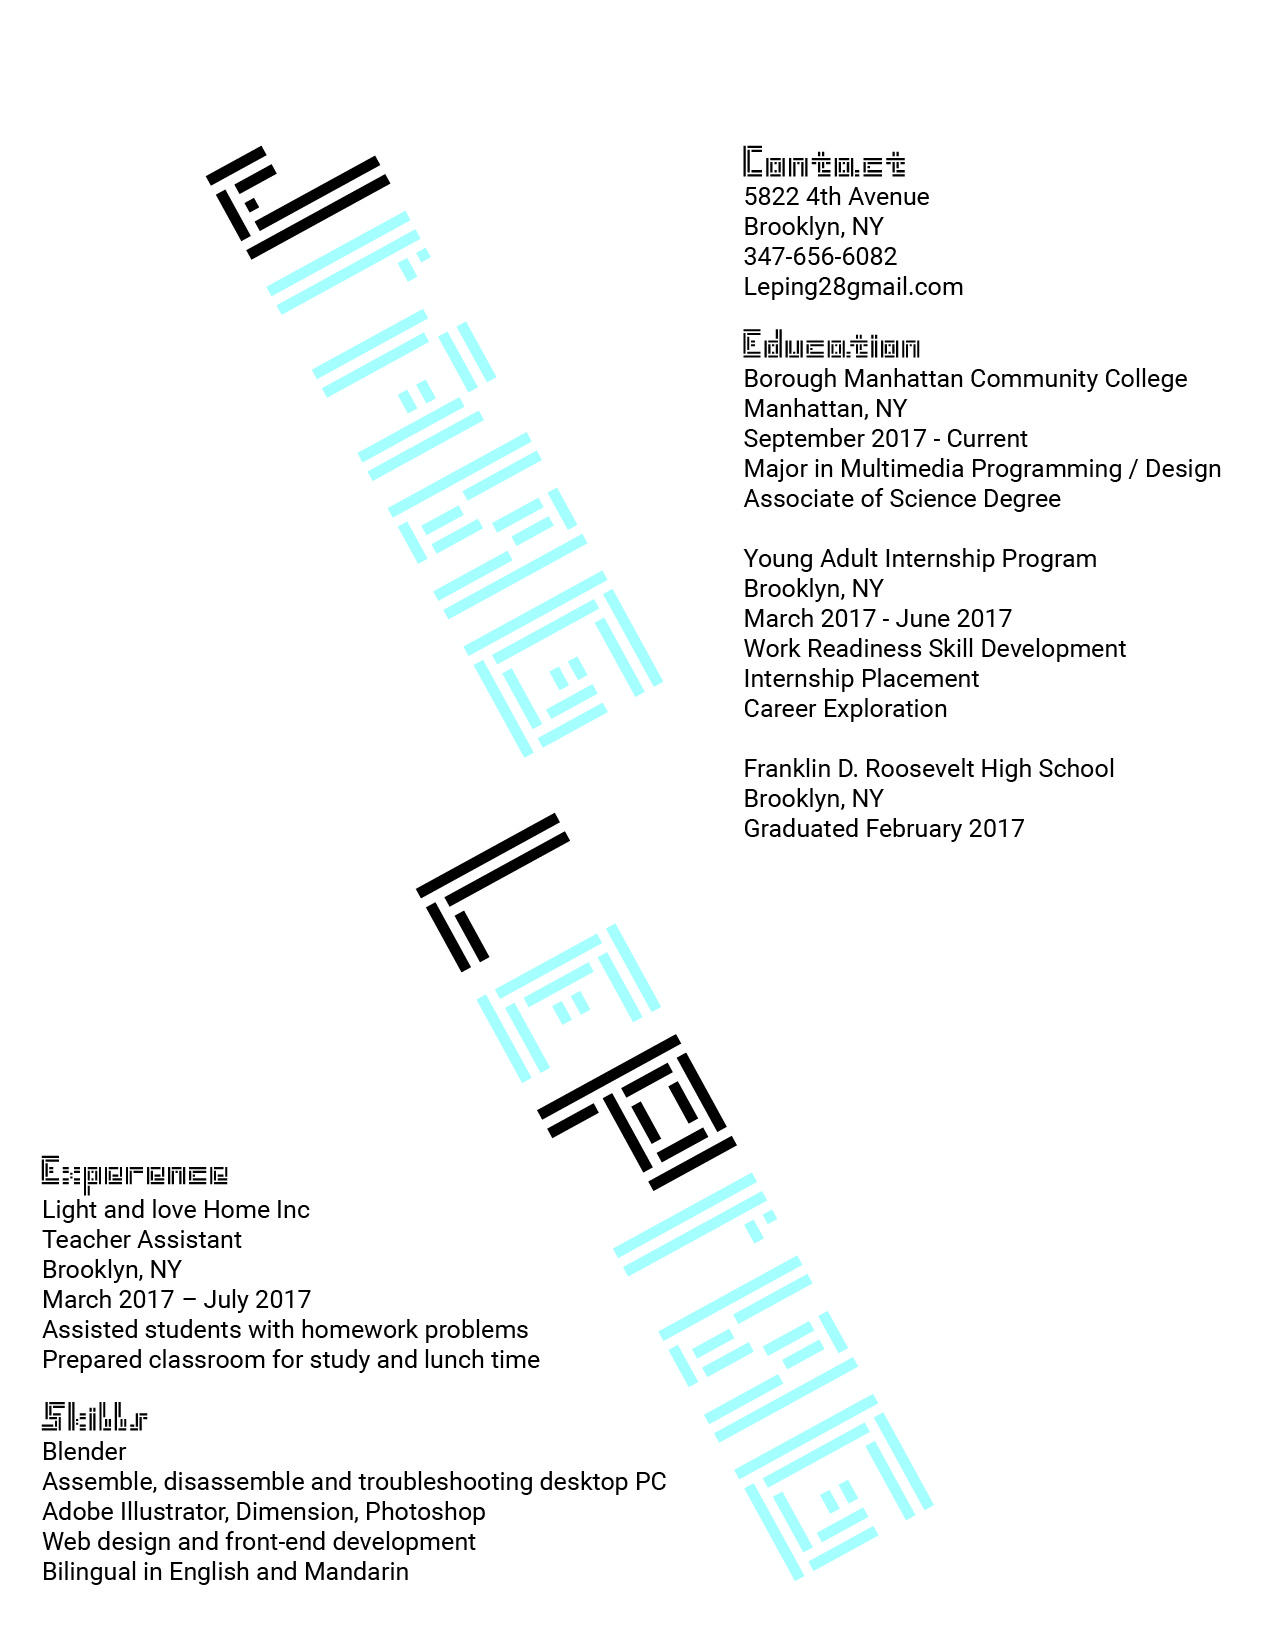 JIANG LEPING
Contact
5822 4th Avenue
Brooklyn, NY
347-656-6082
Leping28gmail.com
Education
Borough Manhattan Community College
Manhattan, NY
September 2017 - Current
Major in Multimedia Programming / Design
Associate of Science Degree
Young Adult Internship Program
Brooklyn, NY
March 2017 - June 2017
Work Readiness Skill Development
Internship Placement
Career Exploration
Franklin D. Roosevelt High School
Brooklyn, NY
Graduated February 2017
Experence
Light and love Home Inc
Teacher Assistant
Brooklyn, NY
March 2017 – July 2017
Assisted students with homework problems
Prepared classroom for study and lunch time
Skills
Blender
Assemble, disassemble and troubleshooting desktop PC
Adobe Illustrator, Dimension, Photoshop
Web design and front-end development
Bilingual in English and Mandarin